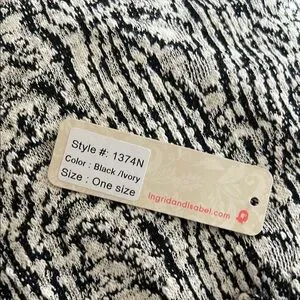 Style #: 1374N
Color : Black /Ivory
Size : One size
ingridandisabel.com